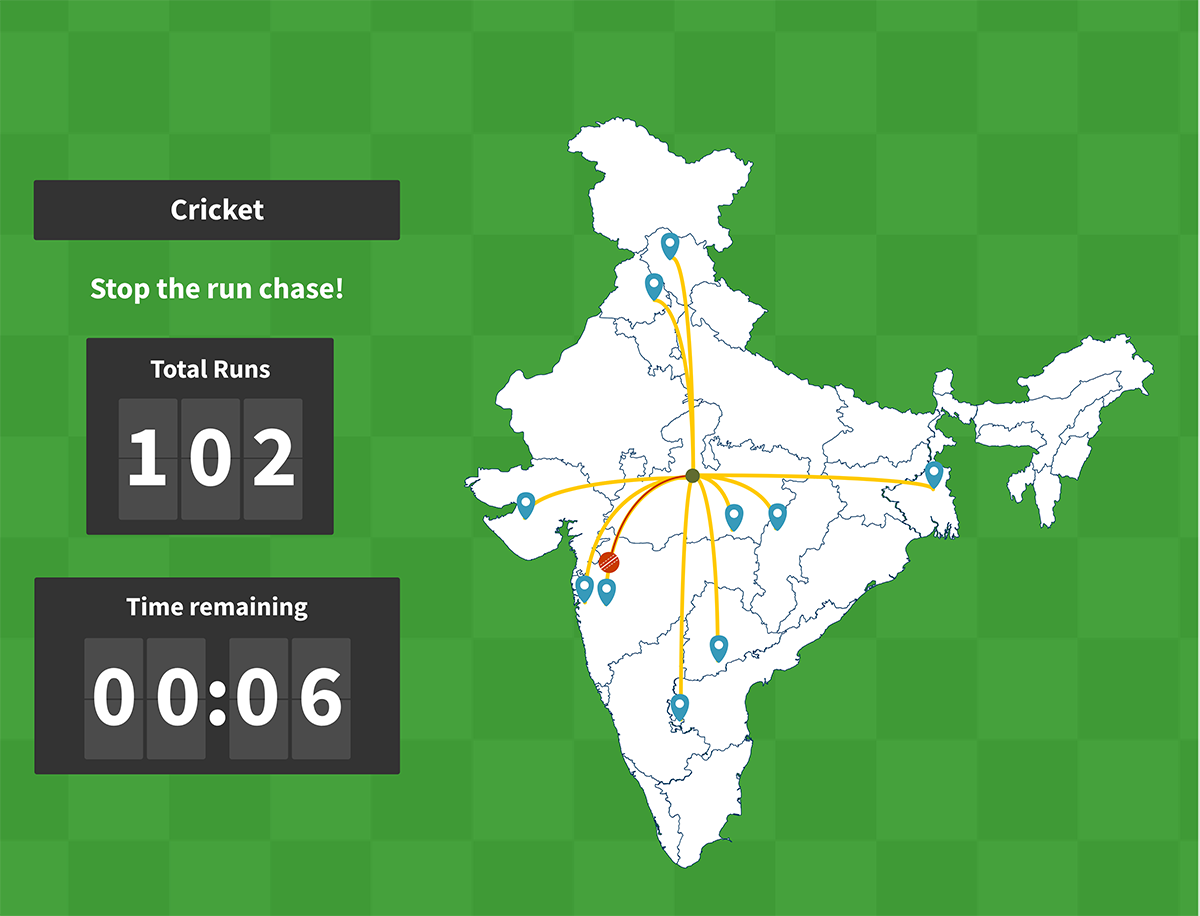 Cricket
Stop the run chase!
Total Runs
102
Time remaining
00:06